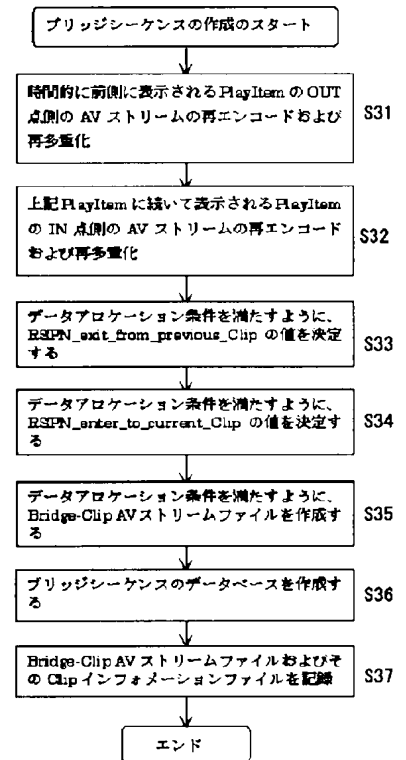 ブリッジシーケンスの作成のスタート
時間的に前側に表示されるPlayItemのOUT
点側のAVストリームの再エンコードおよび
再多重化
S31
上記PlayItemに続いて表示されるPlayItem
のIN点側のAVストリームの再エンコード
および再多重化
S32
データアロケーション条件を満たすように、
RSPN_exit_from_previous_Clipの値を決定
する
S33
データアロケーション条件を満たすように、
RSPN_enter_to_current_Clipの値を決定す
る
S34
データアロケーション条件を満たすように、
Bridge-Clip AVストリームファイルを作成す
る
S35
ブリッジシーケンスのデータベースを作成す
る
S36
Bridge-Clip AVストリームファイルおよびそ
のClipインフォメーションファイルを記録
S37
エンド